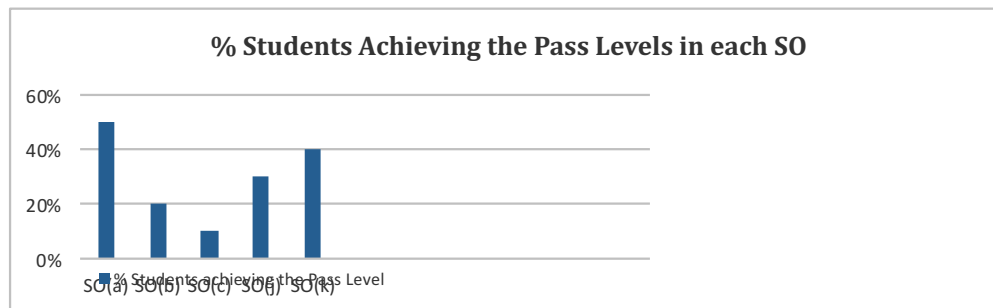 % Students Achieving the Pass Levels in each SO
60%
40%
20%
0%
SO(a) SO(b) SO(c) SO(j) SO(k)
% Students achieving the Pass Level